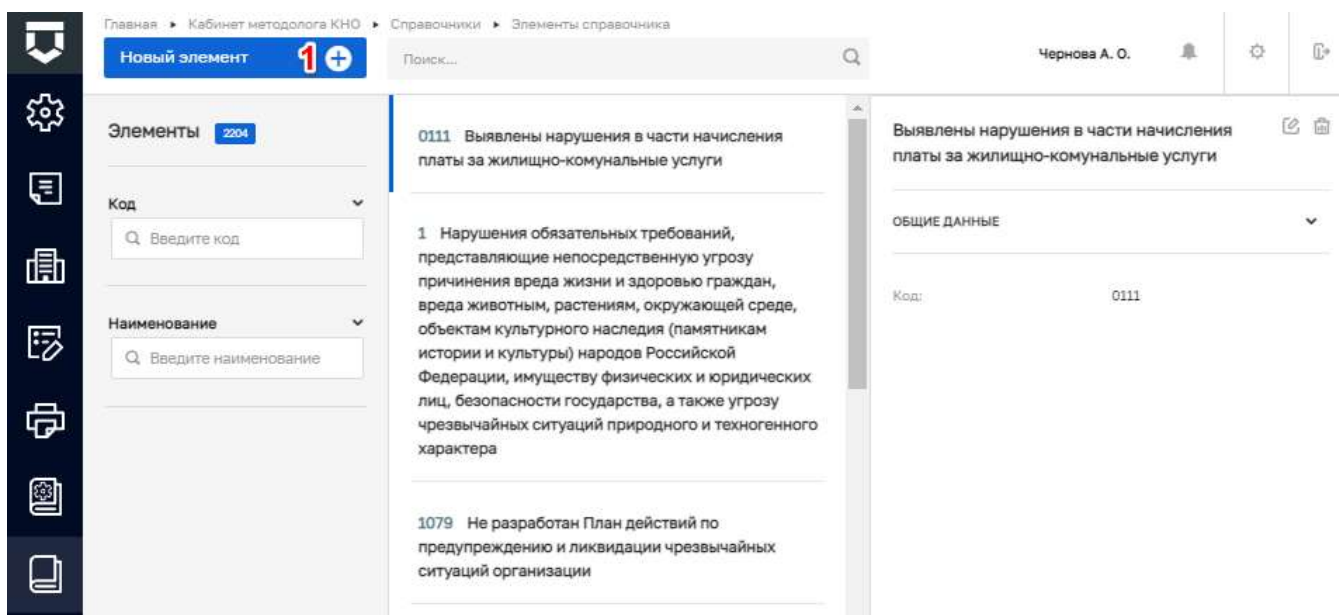 Главная ▸ Кабинет методолога КНО ▸ Справочники ▸ Элементы справочника
Новый элемент 1
Поиск...
Чернова А. О.
Элементы 2204
Код
Введите код
Наименование
Введите наименование
0111 Выявлены нарушения в части начисления
платы за жилищно-комунальные услуги
1 Нарушения обязательных требований,
представляющие непосредственную угрозу
причинения вреда жизни и здоровью граждан,
вреда животным, растениям, окружающей среде,
объектам культурного наследия (памятникам
истории и культуры) народов Российской
Федерации, имуществу физических и юридических
лиц, безопасности государства, а также угрозу
чрезвычайных ситуаций природного и техногенного
характера
1079 Не разработан План действий по
предупреждению и ликвидации чрезвычайных
ситуаций организации
Выявлены нарушения в части начисления
платы за жилищно-комунальные услуги
ОБЩИЕ ДАННЫЕ
Код: 0111